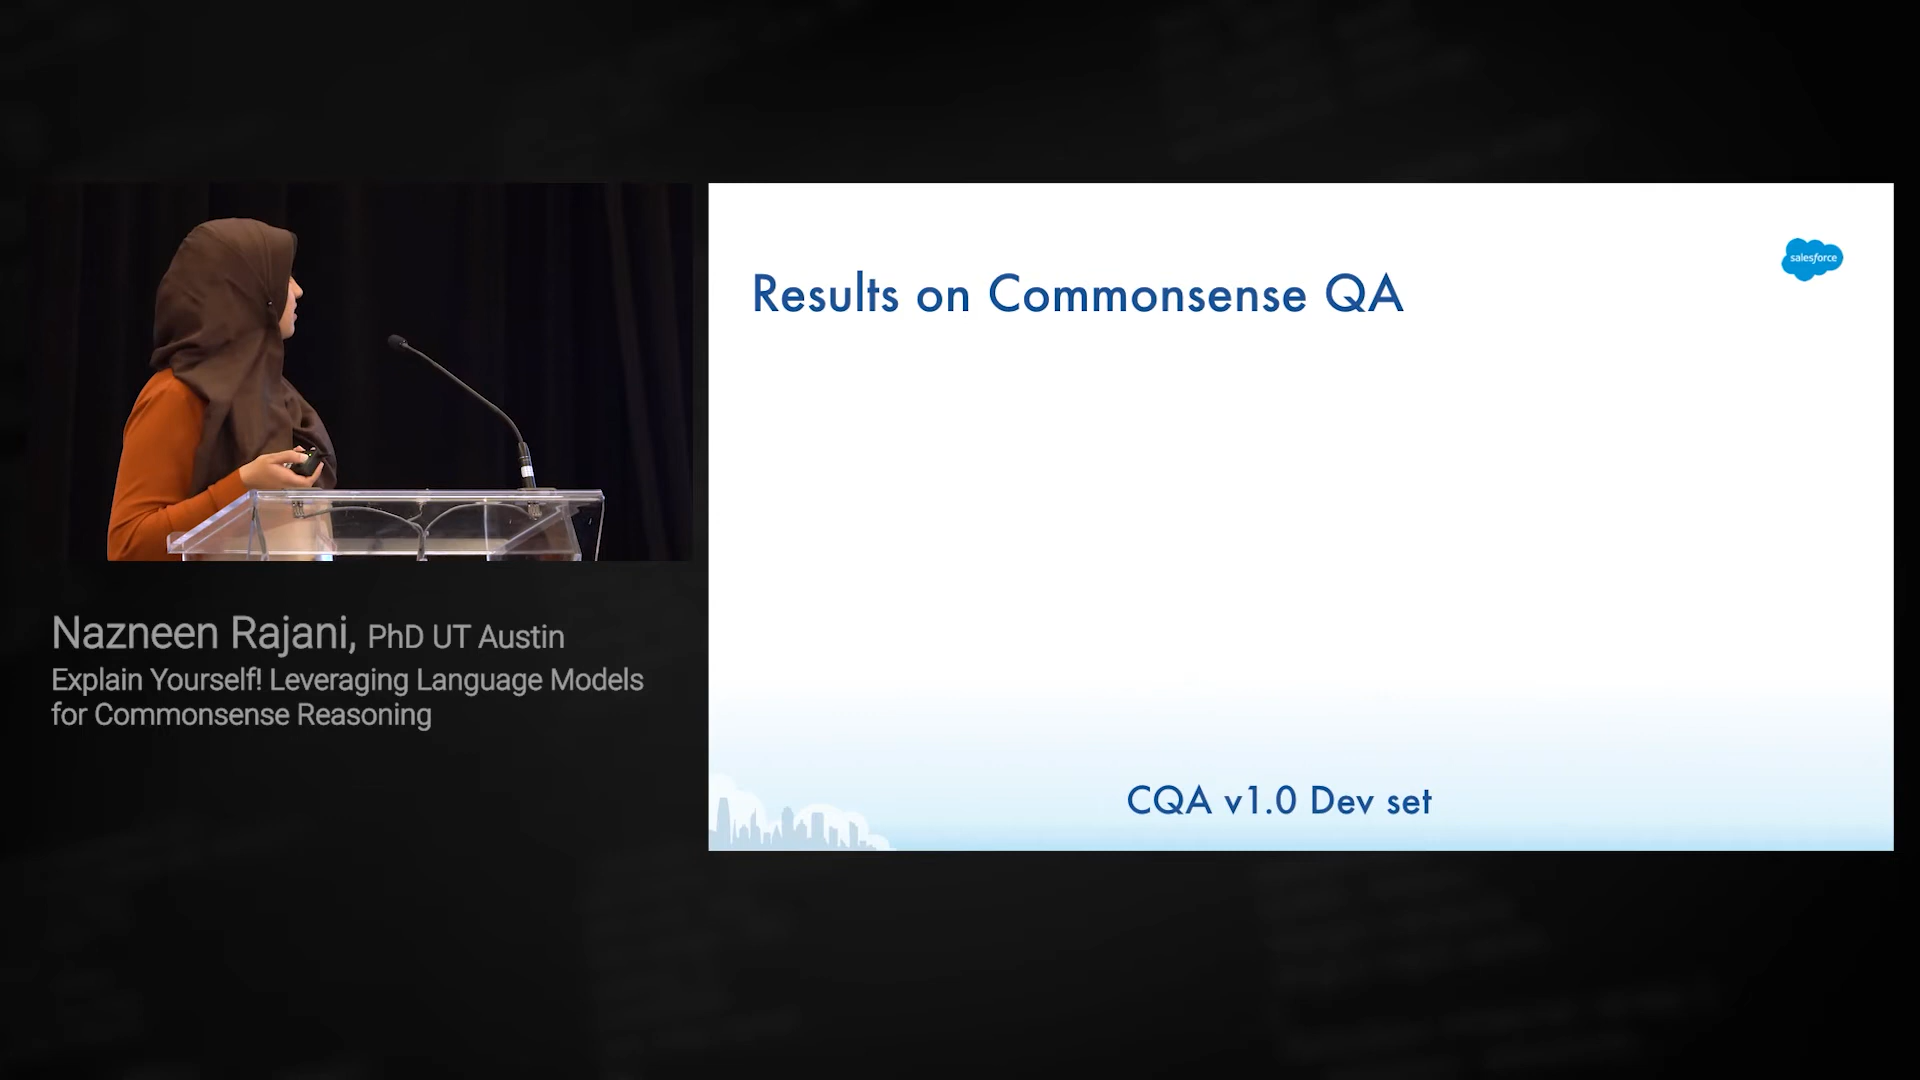 Results on Commonsense QA
salesforce
CQA v1.0 Dev set
Nazneen Rajani, PhD UT Austin
Explain Yourself! Leveraging Language Models
for Commonsense Reasoning